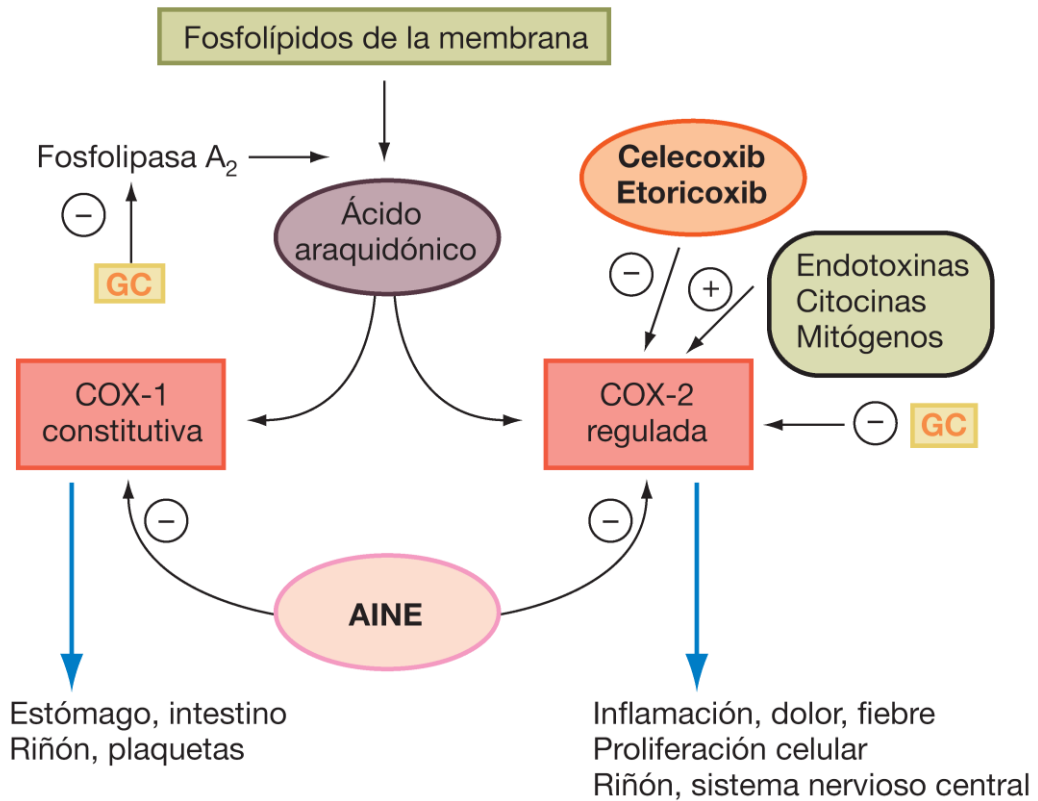 Fosfolípidos de la membrana
Fosfolipasa A₂
−
GC
Ácido
araquidónico
Celecoxib
Etoricoxib
−
+
Endotoxinas
Citocinas
Mitógenos
COX-1
constitutiva
COX-2
regulada
−
GC
−
−
AINE
Estómago, intestino
Riñón, plaquetas
Inflamación, dolor, fiebre
Proliferación celular
Riñón, sistema nervioso central